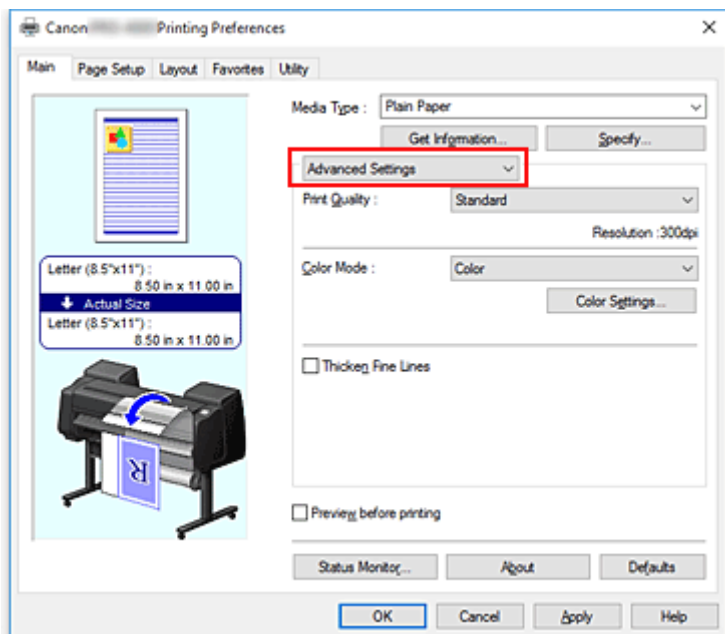 Canon Printing Preferences
Main Page Setup Layout Favorites Utility
Media Type : Plain Paper
Get Information... Specify...
Advanced Settings
Print Quality : Standard
Resolution :300dpi
Letter (8.5"x11") :
8.50 in x 11.00 in
Actual Size
Letter (8.5"x11") :
8.50 in x 11.00 in
Color Mode : Color
Color Settings...
Thicken Fine Lines
R
Preview before printing
Status Monitor... About Defaults
OK Cancel Apply Help